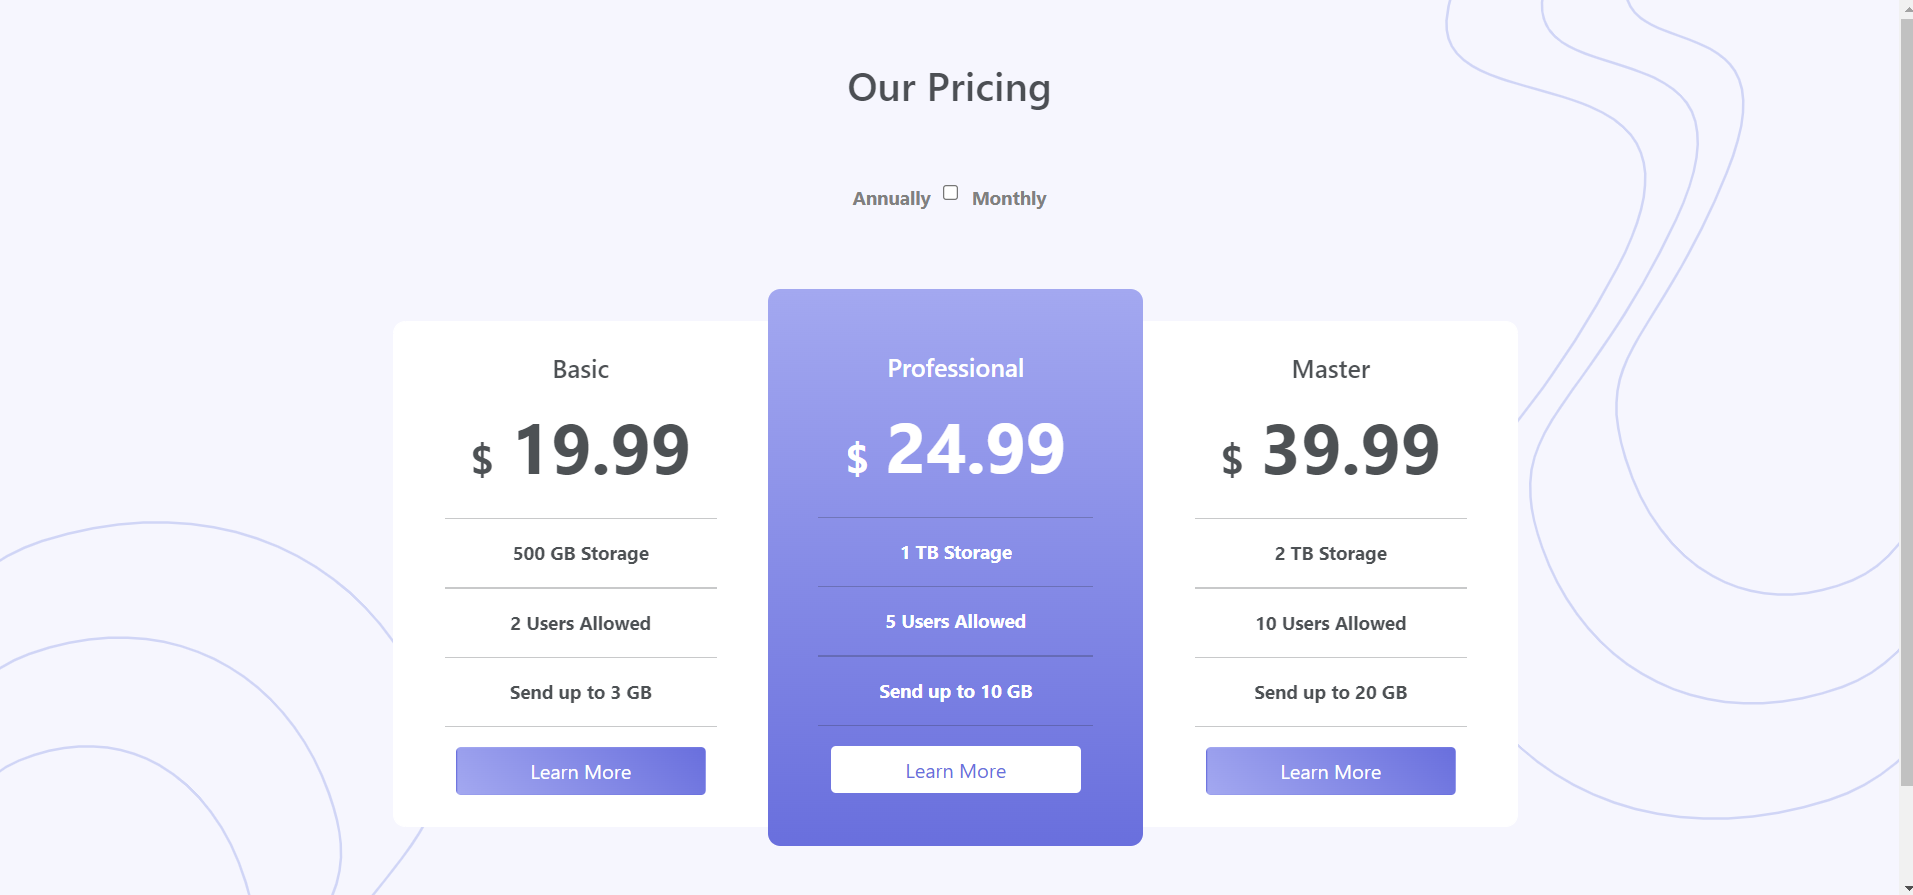 Our Pricing
Annually Monthly
Basic
$ 19.99
500 GB Storage
2 Users Allowed
Send up to 3 GB
Learn More
Professional
$ 24.99
1 TB Storage
5 Users Allowed
Send up to 10 GB
Learn More
Master
$ 39.99
2 TB Storage
10 Users Allowed
Send up to 20 GB
Learn More